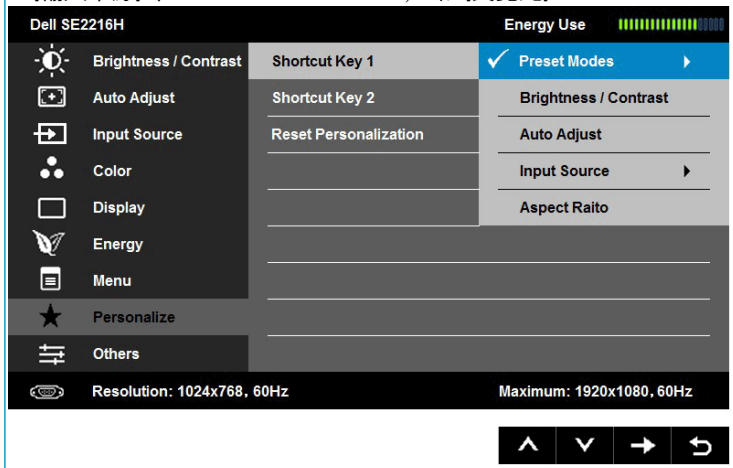 Dell SE2216H Energy Use
Brightness / Contrast Shortcut Key 1 Preset Modes
Auto Adjust Shortcut Key 2 Brightness / Contrast
Input Source Reset Personalization Auto Adjust
Color Input Source
Display Aspect Raito
Energy
Menu
Personalize
Others
Resolution: 1024x768, 60Hz Maximum: 1920x1080, 60Hz